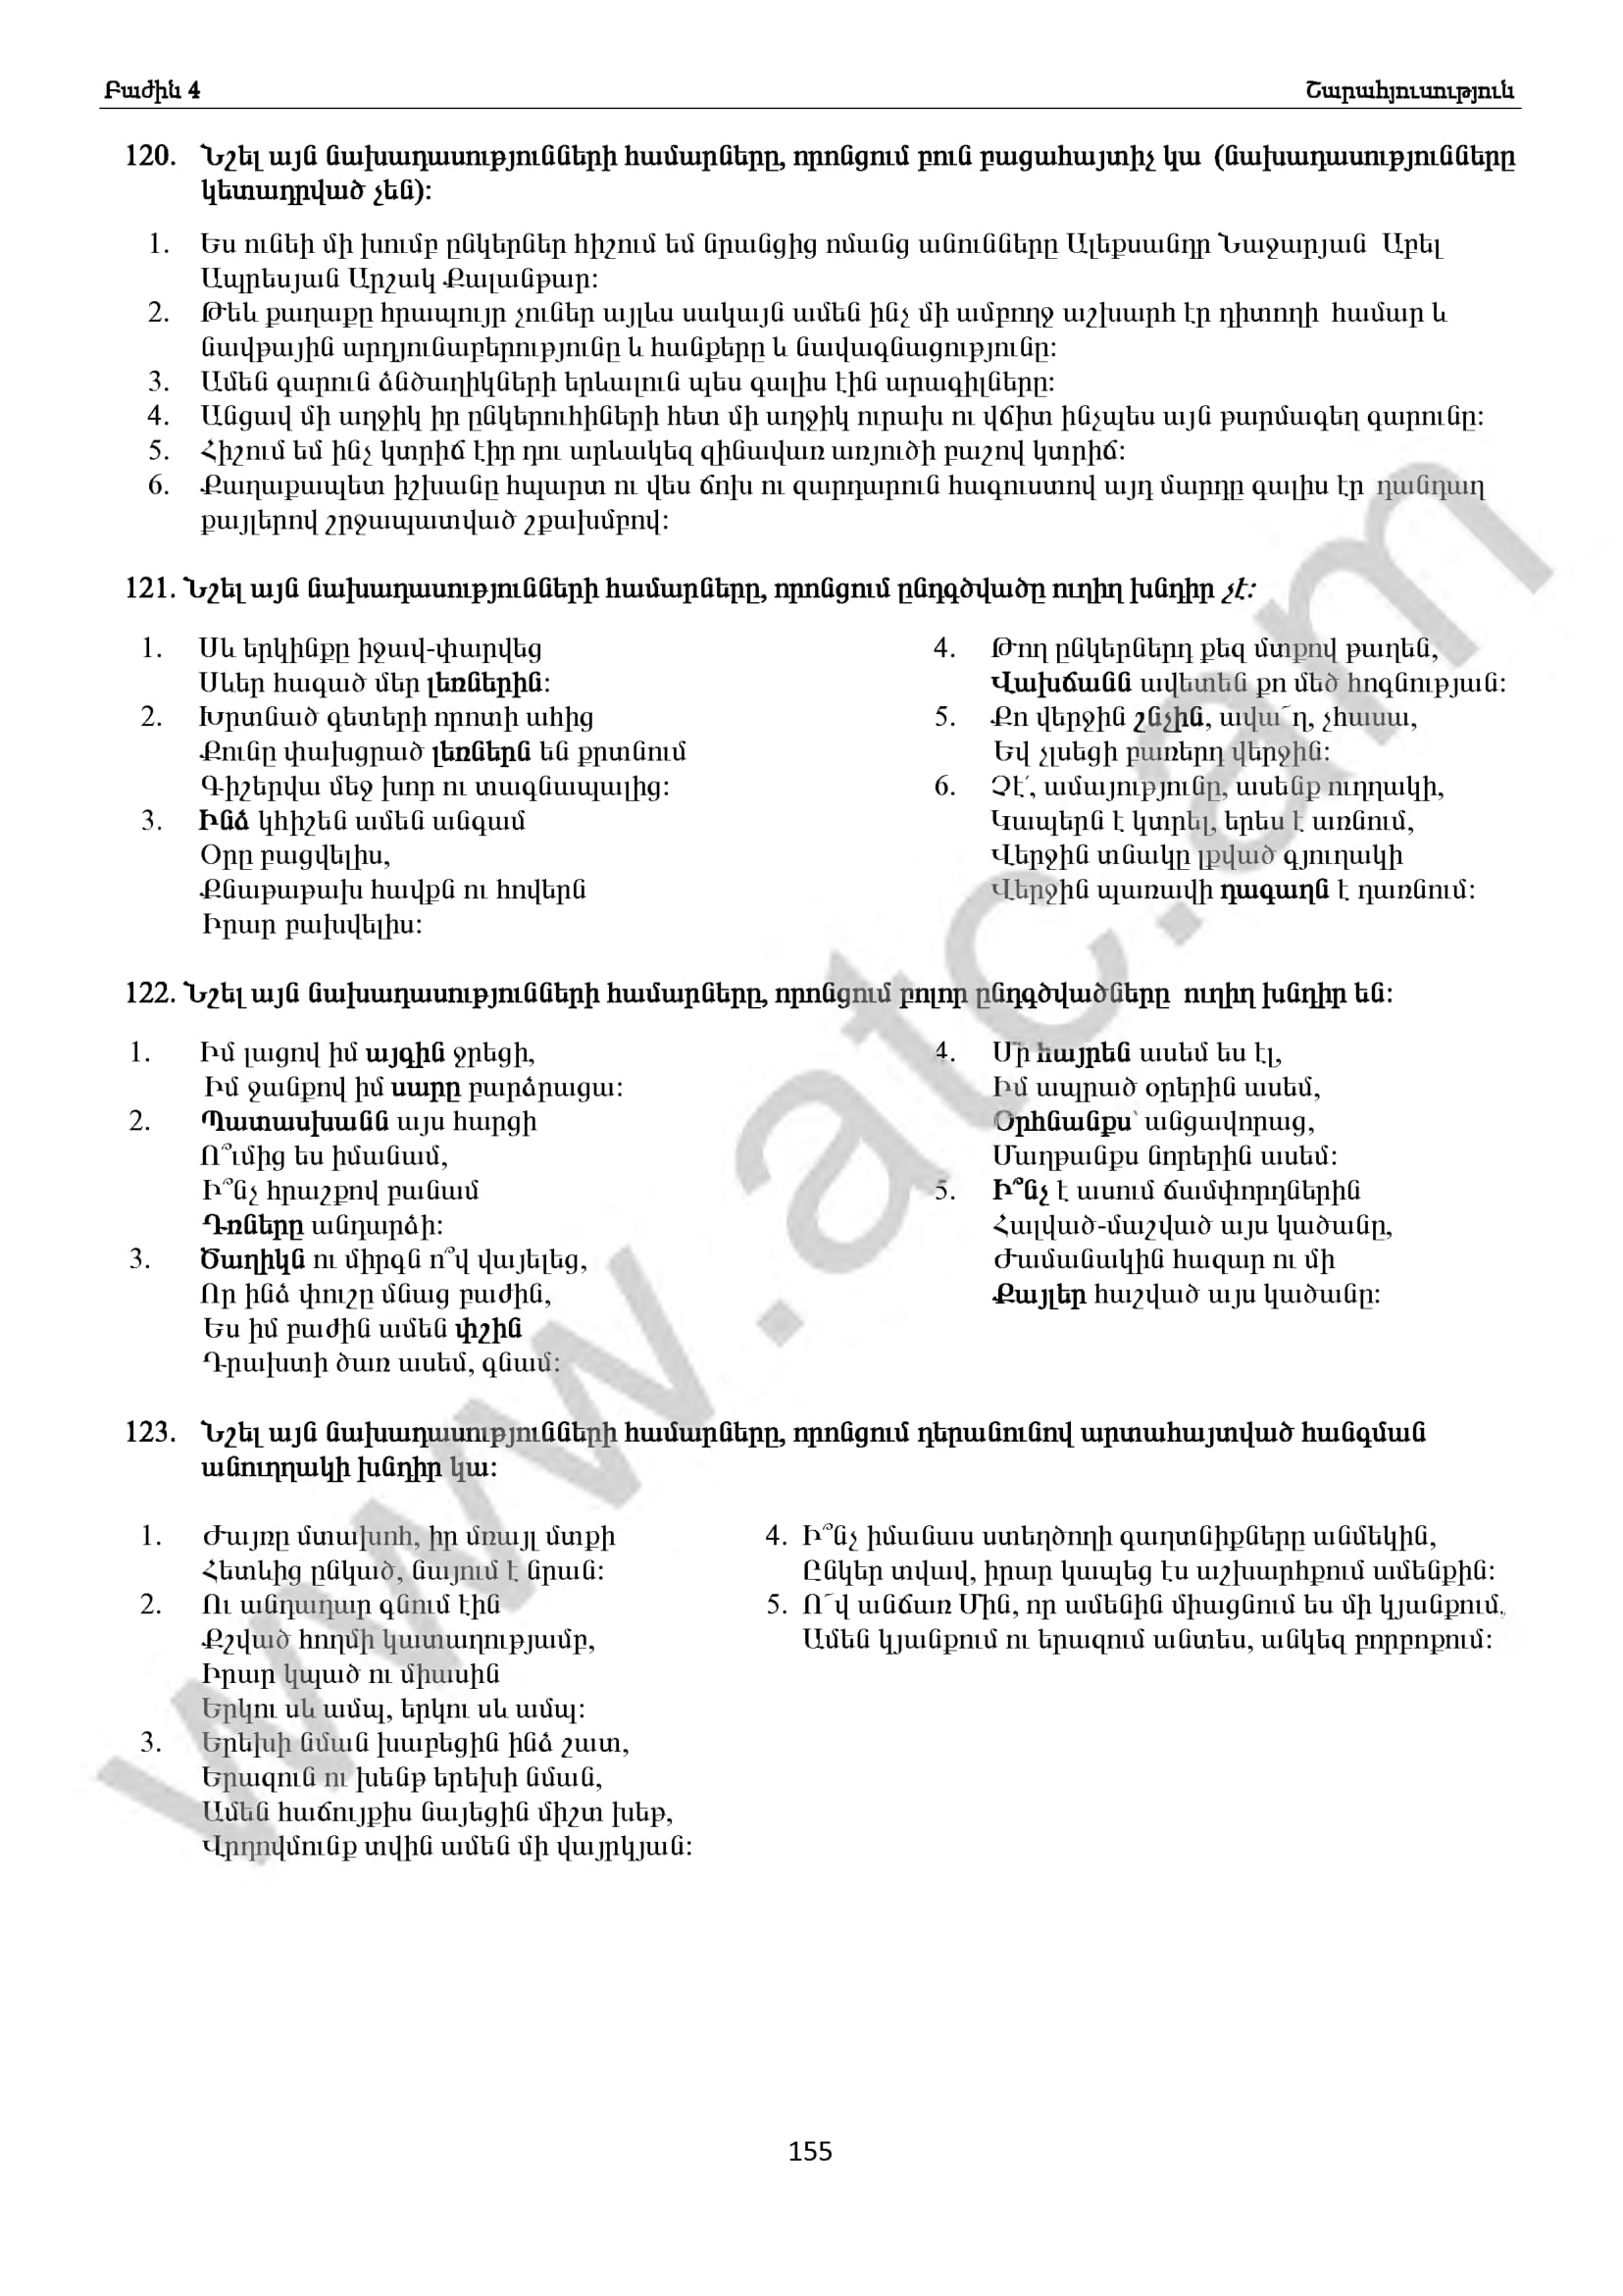 Բաժին 4 Շարահյուսություն
120. Նշել այն նախադասությունների համարները, որոնցում բուն բացահայտիչ կա (նախադասությունները
կետադրված չեն):
1. Ես ունեի մի խումբ ընկերներ հիշում եմ նրանցից ոմանց անունները Ալեքսանդր Նաջարյան Աբել
Ապրեսյան Արշակ Քալանթար:
2. Թեև քաղաքը հրապույր չուներ այլևս սակայն ամեն ինչ մի ամբողջ աշխարհ էր դիտողի համար և
նավթային արդյունաբերությունը և հանքերը և նավագնացությունը:
3. Ամեն գարուն ձնծաղիկների երևալուն պես գալիս էին արագիլները:
4. Անցավ մի աղջիկ իր ընկերուհիների հետ մի աղջիկ ուրախ ու վճիտ ինչպես այն թարմագեղ գարունը:
5. Հիշում եմ ինչ կտրիճ էիր դու արևակեզ զինավառ առյուծի բաշով կտրիճ:
6. Քաղաքապետ իշխանը հպարտ ու վես ճոխ ու զարդարուն հագուստով այդ մարդը գալիս էր դանդաղ
քայլերով շրջապատված շքախմբով:
121. Նշել այն նախադասությունների համարները, որոնցում ընդգծվածը ուղիղ խնդիր չէ:
1. Սև երկինքը իջավ-փարվեց
Սևեր հագած մեր լեռներին:
2. Խրտնած գետերի որոտի ահից
Քունը փախցրած լեռներն են քրտնում
Գիշերվա մեջ խոր ու տագնապալից:
3. Ինձ կհիշեն ամեն անգամ
Օրը բացվելիս,
Քնաթաթախ հավքն ու հովերն
Իրար բախվելիս:
4. Թող ընկերներդ քեզ մտքով թաղեն,
Վախճանն ավետեն քո մեծ հոգնության:
5. Քո վերջին շնչին, ավա՜ղ, չհասա,
Եվ չլսեցի բառերդ վերջին:
6. Չէ՛, ամայությունը, ասենք ուղղակի,
Կապերն է կտրել, երես է առնում,
Վերջին տնակը լքված գյուղակի
Վերջին պառավի դագաղն է դառնում:
122. Նշել այն նախադասությունների համարները, որոնցում բոլոր ընդգծվածները ուղիղ խնդիր են:
1. Իմ լացով իմ այգին ջրեցի,
Իմ ջանքով իմ սարը բարձրացա:
2. Պատասխանն այս հարցի
Ո՞ւմից ես իմանամ,
Ի՞նչ հրաշքով բանամ
Դռները անդարձի:
3. Ծաղիկն ու միրգն ո՞վ վայելեց,
Որ ինձ փուշը մնաց բաժին,
Ես իմ բաժին ամեն փշին
Դրախտի ծառ ասեմ, գնամ:
4. Մի հայրեն ասեմ ես էլ,
Իմ ապրած օրերին ասեմ,
Օրհնանքս՝ անցավորաց,
Մաղթանքս նորերին ասեմ:
5. Ի՞նչ է ասում ճամփորդներին
Հալված-մաշված այս կածանը,
Ժամանակին հազար ու մի
Քայլեր հաշված այս կածանը:
123. Նշել այն նախադասությունների համարները, որոնցում դերանունով արտահայտված հանգման
անուղղակի խնդիր կա:
1. Ժայռը մտախոհ, իր մռայլ մտքի
Հետևից ընկած, նայում է նրան:
2. Ու անդադար գնում էին
Քշված հողմի կատաղությամբ,
Իրար կպած ու միասին
Երկու սև ամպ, երկու սև ամպ:
3. Երեխի նման խաբեցին ինձ շատ,
Երազուն ու խենթ երեխի նման,
Ամեն հաճույքիս նայեցին միշտ խեթ,
Վրդովմունք տվին ամեն մի վայրկյան:
4. Ի՞նչ իմանաս ստեղծողի գաղտնիքները անմեկին,
Ընկեր տվավ, իրար կապեց էս աշխարհքում ամենքին:
5. Ո՜վ անճառ Մին, որ ամենին միացնում ես մի կյանքում,
Ամեն կյանքում ու երազում անտես, անկեզ բորբոքում:
155
www.atc.am